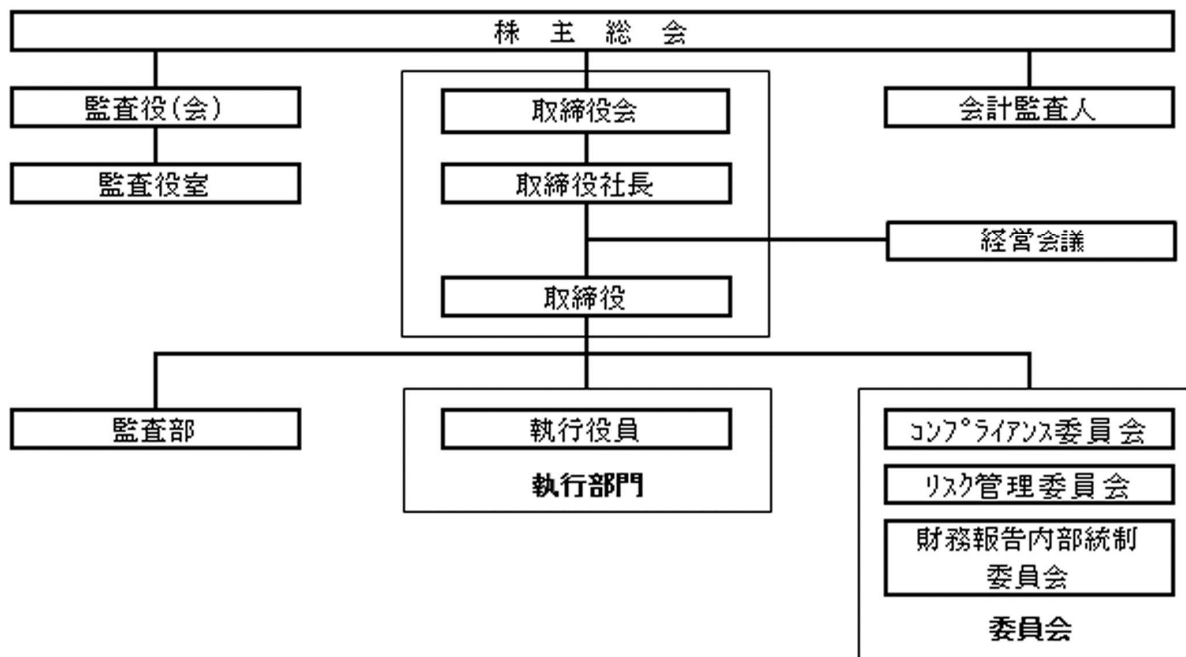 株主総会
監査役(会)
取締役会
会計監査人
監査役室
取締役社長
経営会議
取締役
監査部
執行役員
執行部門
ｺﾝﾌﾟﾗｲｱﾝｽ委員会
ﾘｽｸ管理委員会
財務報告内部統制
委員会
委員会